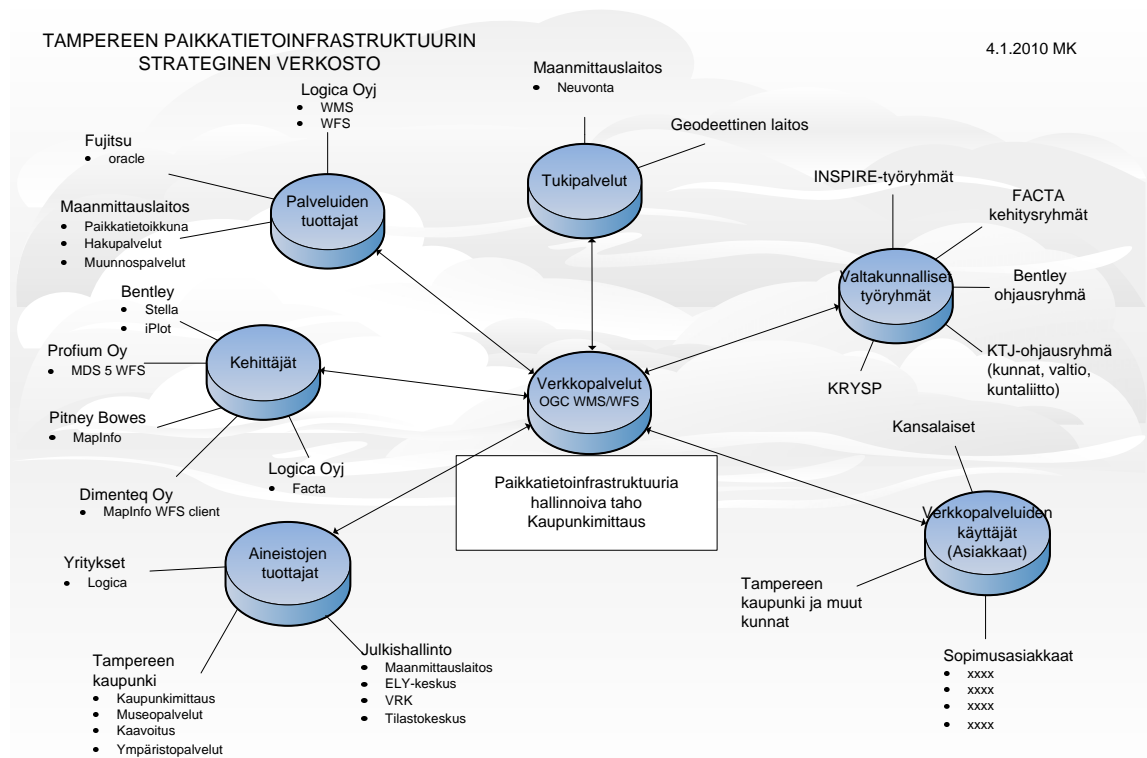 TAMPEREEN PAIKKATIETOINFRASTRUKTUURIN
STRATEGINEN VERKOSTO
4.1.2010 MK
Logica Oyj
• WMS
• WFS
Fujitsu
• oracle
Maanmittauslaitos
• Paikkatietoikkuna
• Hakupalvelut
• Muunnospalvelut
Palveluiden
tuottajat
Maanmittauslaitos
• Neuvonta
Geodeettinen laitos
Tukipalvelut
INSPIRE-työryhmät
FACTA
kehitysryhmät
Bentley
ohjausryhmä
KTJ-ohjausryhmä
(kunnat, valtio,
kuntaliitto)
KRYSP
Valtakunnalliset
työryhmät
Bentley
• Stella
• iPlot
Profium Oy
• MDS 5 WFS
Pitney Bowes
• MapInfo
Dimenteq Oy
• MapInfo WFS client
Logica Oyj
• Facta
Kehittäjät
Verkkopalvelut
OGC WMS/WFS
Paikkatietoinfrastruktuuria
hallinnoiva taho
Kaupunkimittaus
Aineistojen
tuottajat
Yritykset
• Logica
Tampereen
kaupunki
• Kaupunkimittaus
• Museopalvelut
• Kaavoitus
• Ympäristopalvelut
Julkishallinto
• Maanmittauslaitos
• ELY-keskus
• VRK
• Tilastokeskus
Kansalaiset
Verkkopalveluiden
käyttäjät
(Asiakkaat)
Tampereen
kaupunki ja muut
kunnat
Sopimusasiakkaat
• xxxx
• xxxx
• xxxx
• xxxx